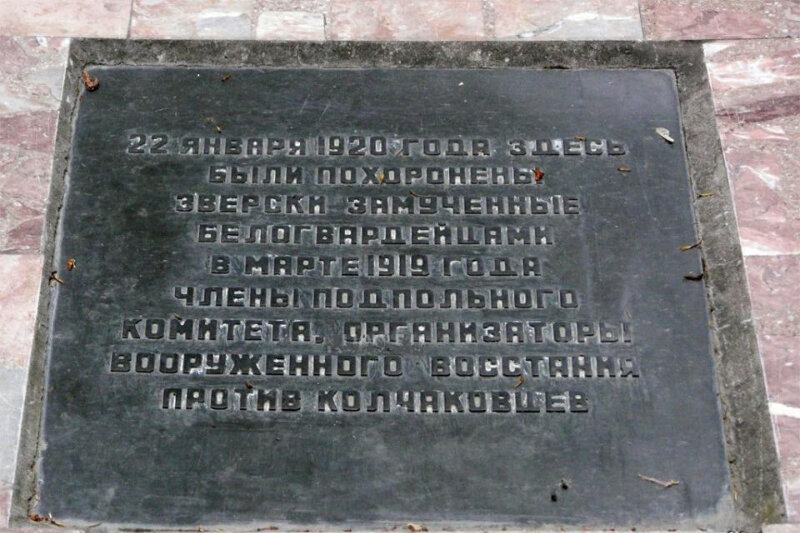 22 ЯНВАРЯ 1920 ГОДА ЗДЕСЬ
БЫЛИ ПОХОРОНЕНЫ
ЗВЕРСКИ ЗАМУЧЕННЫЕ
БЕЛОГВАРДЕЙЦАМИ
В МАРТЕ 1919 ГОДА
ЧЛЕНЫ ПОДПОЛЬНОГО
КОМИТЕТА, ОРГАНИЗАТОРЫ
ВООРУЖЕННОГО ВОССТАНИЯ
ПРОТИВ КОЛЧАКОВЦЕВ